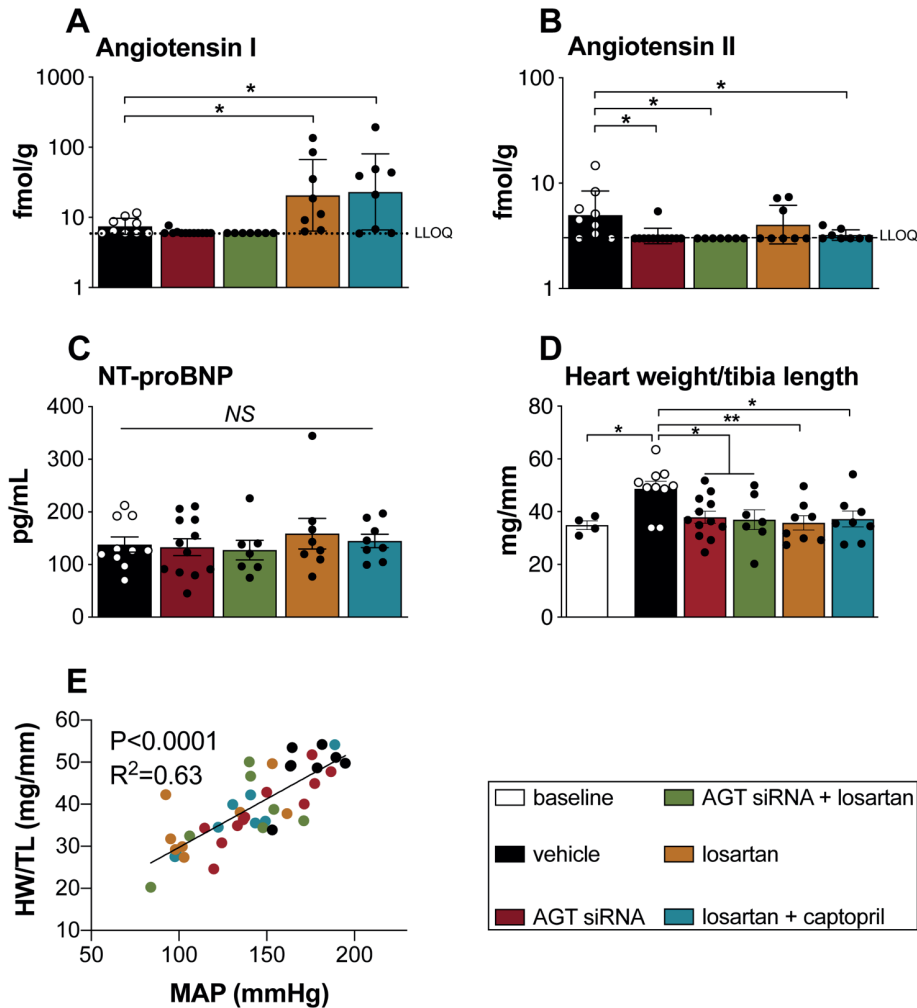 A
Angiotensin I
fmol/g
1000
100
10
1
*
*
LLOQ
B
Angiotensin II
fmol/g
100
10
1
*
*
*
LLOQ
C
NT-proBNP
pg/mL
400
300
200
100
0
NS
D
Heart weight/tibia length
mg/mm
80
60
40
20
0
*
*
**
*
E
HW/TL (mg/mm)
60
50
40
30
20
10
P<0.0001
R²=0.63
50 100 150 200
MAP (mmHg)
baseline
AGT siRNA + losartan
vehicle
losartan
AGT siRNA
losartan + captopril